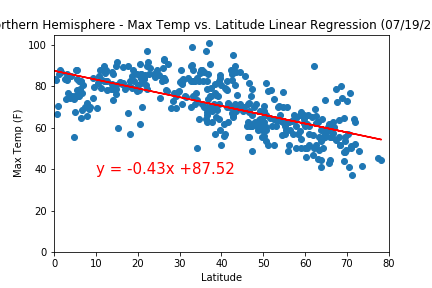 rthern Hemisphere - Max Temp vs. Latitude Linear Regression (07/19/2
Max Temp (F)
100
80
60
40
20
0
y = -0.43x +87.52
0 10 20 30 40 50 60 70 80
Latitude